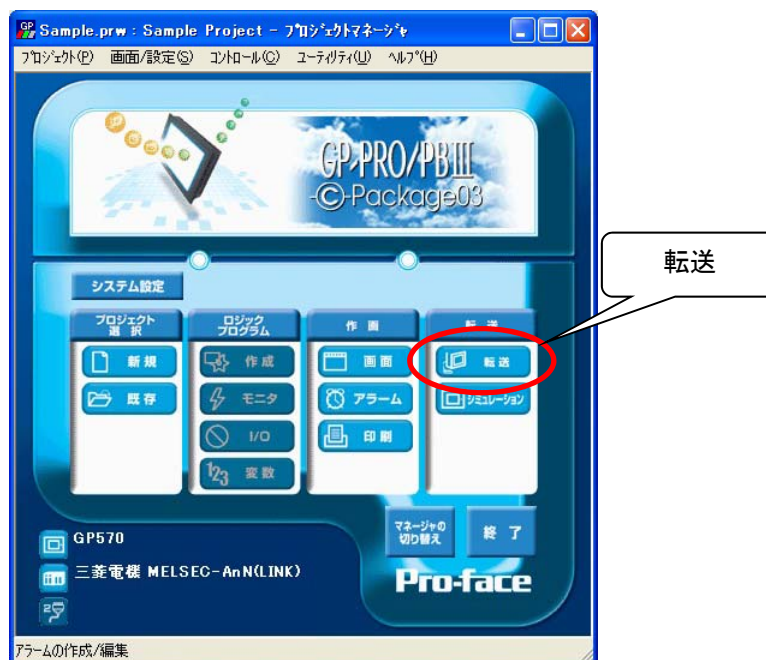 Sample.prw : Sample Project - プロジェクトマネージャ
プロジェクト(P) 画面/設定(S) コントロール(C) ユーティリティ(U) ヘルプ(H)
GP-PRO/PBⅢ
-Ⓒ-Package03
転送
システム設定
プロジェクト
選 択
ロジック
プログラム
作 画
転 送
新 規
作 成
画 面
転 送
既 存
モニタ
アラーム
シミュレーション
I/O
印 刷
123 変 数
マネージャの
切り替え
終 了
GP570
三菱電機 MELSEC-AnN(LINK)
Pro-face
アラームの作成/編集